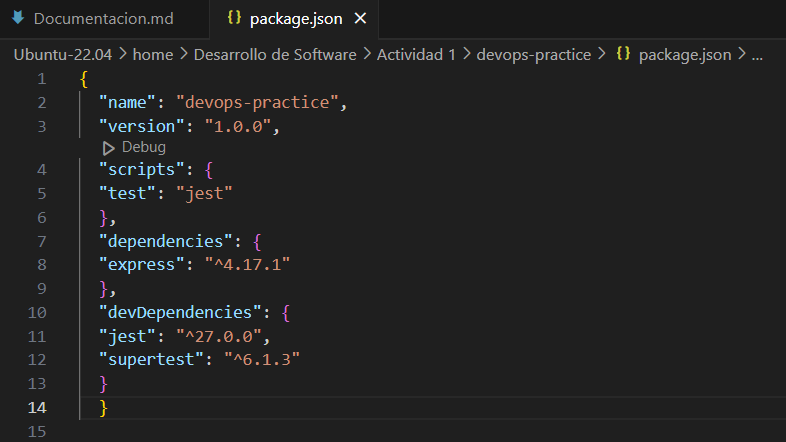 Documentacion.md {} package.json ×
Ubuntu-22.04 > home > Desarrollo de Software > Actividad 1 > devops-practice > {} package.json > ...
1 {
2 "name": "devops-practice",
3 "version": "1.0.0",
Debug
4 "scripts": {
5 "test": "jest"
6 },
7 "dependencies": {
8 "express": "^4.17.1"
9 },
10 "devDependencies": {
11 "jest": "^27.0.0",
12 "supertest": "^6.1.3"
13 }
14 }
15